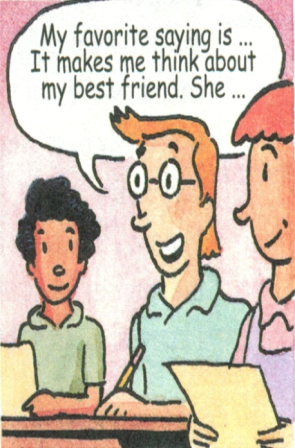 My favorite saying is ...
It makes me think about
my best friend. She ...